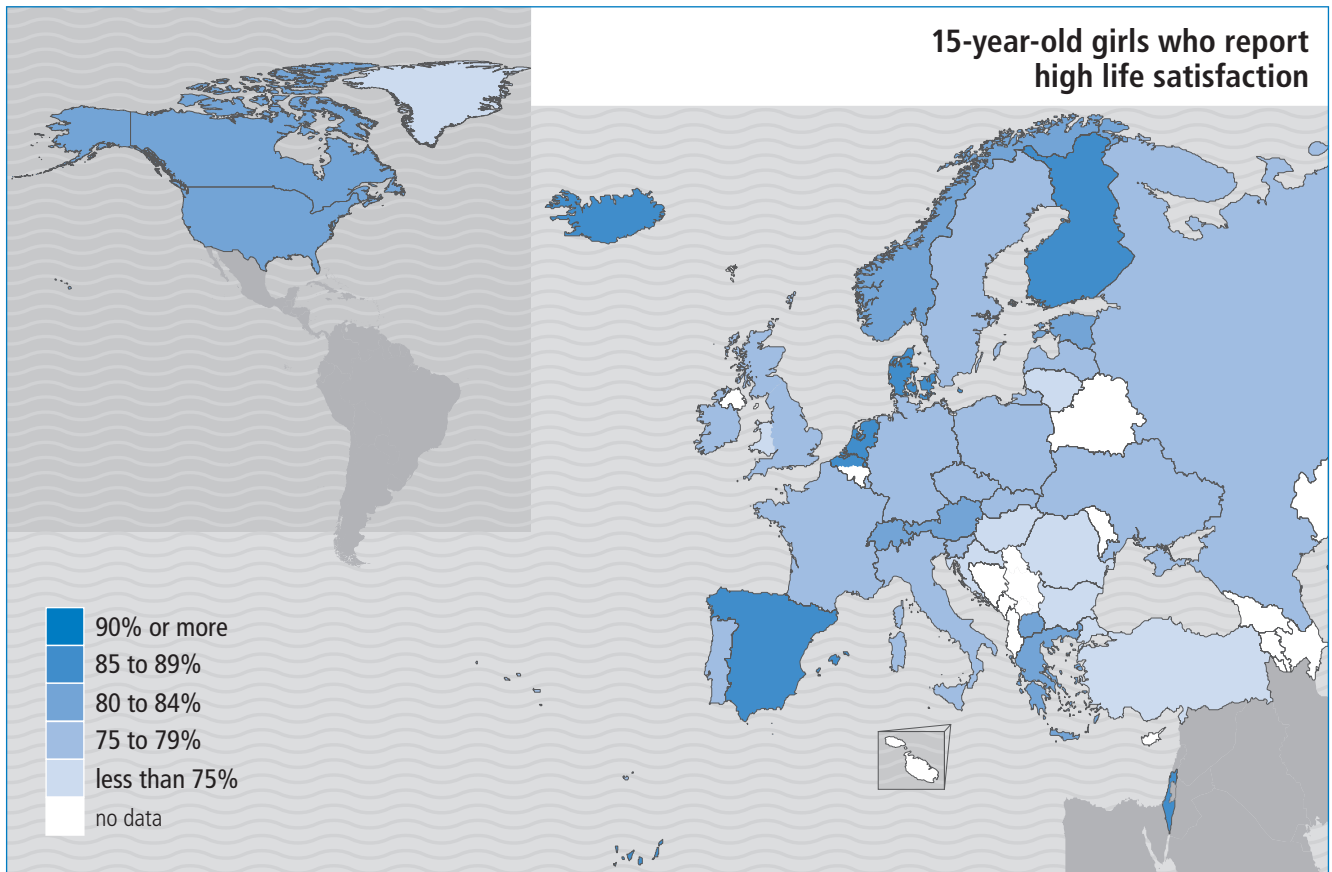 15-year-old girls who report
high life satisfaction
90% or more
85 to 89%
80 to 84%
75 to 79%
less than 75%
no data